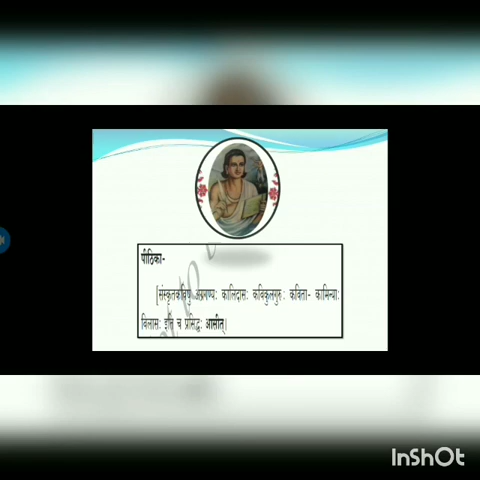 पीठिका-
[संस्कृतकविषु अग्रगण्यः कालिदासः कविकुलगुरुः कविता- कामिन्याः
विलासः इति च प्रसिद्धः आसीत्।
InShOt